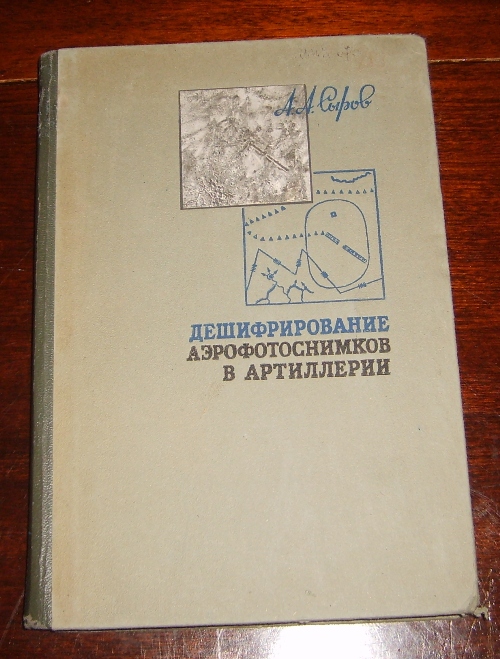 А. А. Сыров
ДЕШИФРИРОВАНИЕ
АЭРОФОТОСНИМКОВ
В АРТИЛЛЕРИИ